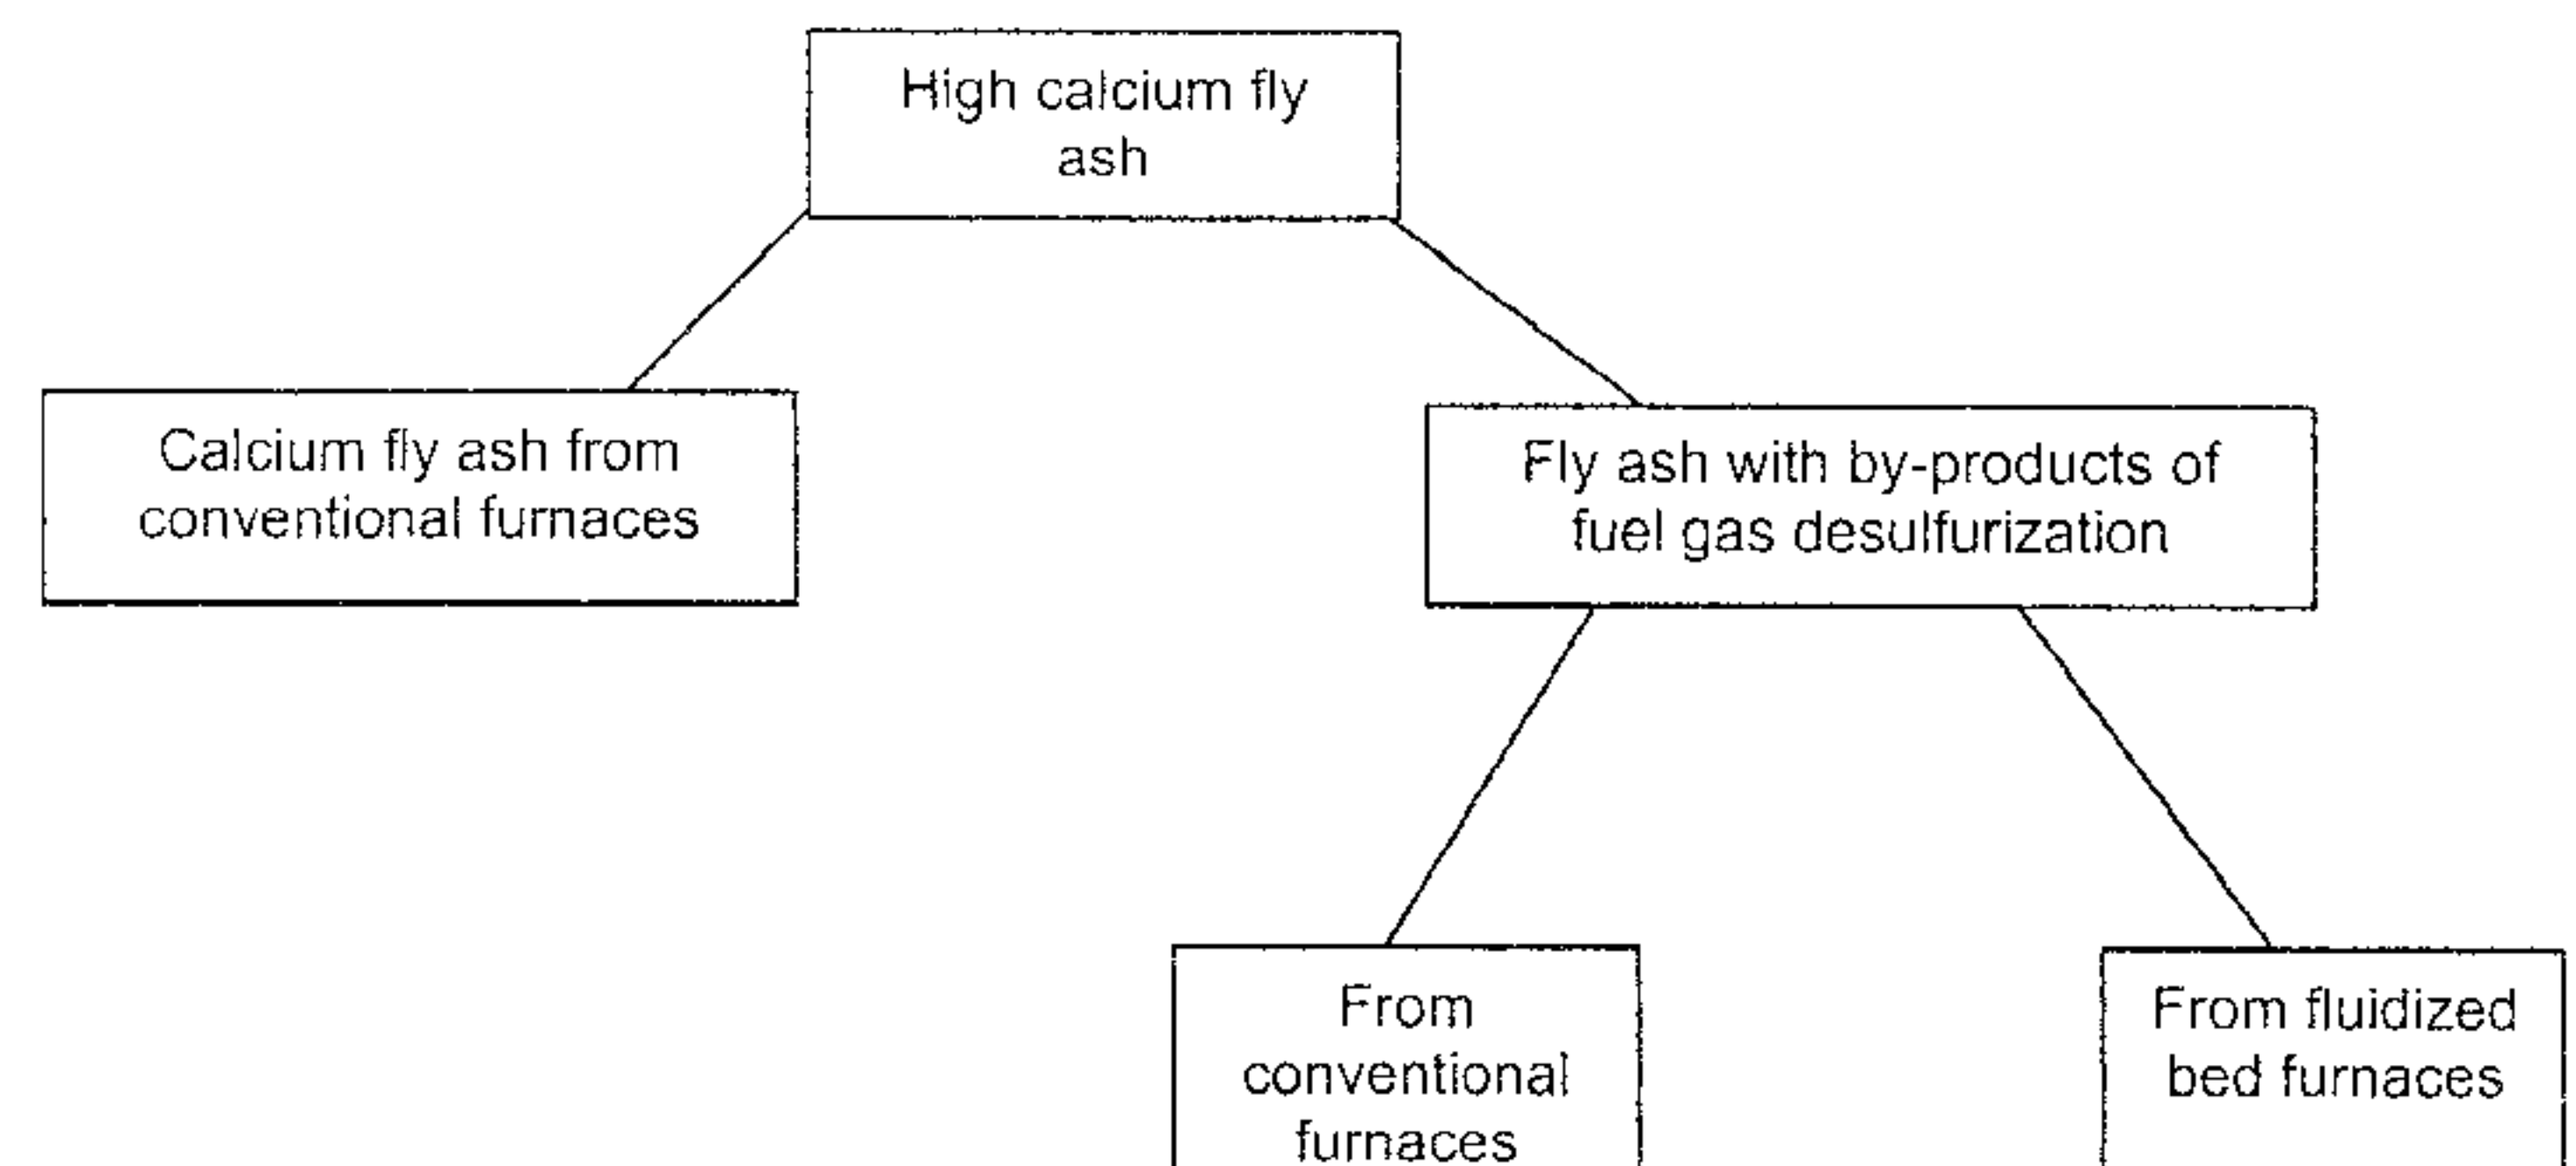 High calcium fly
ash
Calcium fly ash from
conventional furnaces
Fly ash with by-products of
fuel gas desulfurization
From
conventional
furnaces
From fluidized
bed furnaces